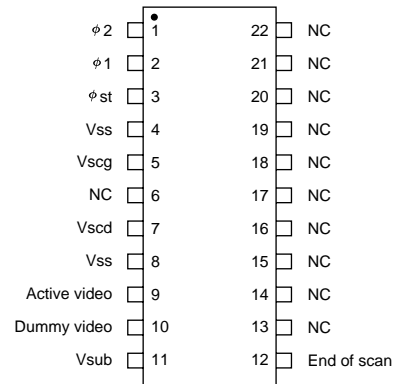 φ2 1 22 NC
φ1 2 21 NC
φst 3 20 NC
Vss 4 19 NC
Vscg 5 18 NC
NC 6 17 NC
Vscd 7 16 NC
Vss 8 15 NC
Active video 9 14 NC
Dummy video 10 13 NC
Vsub 11 12 End of scan